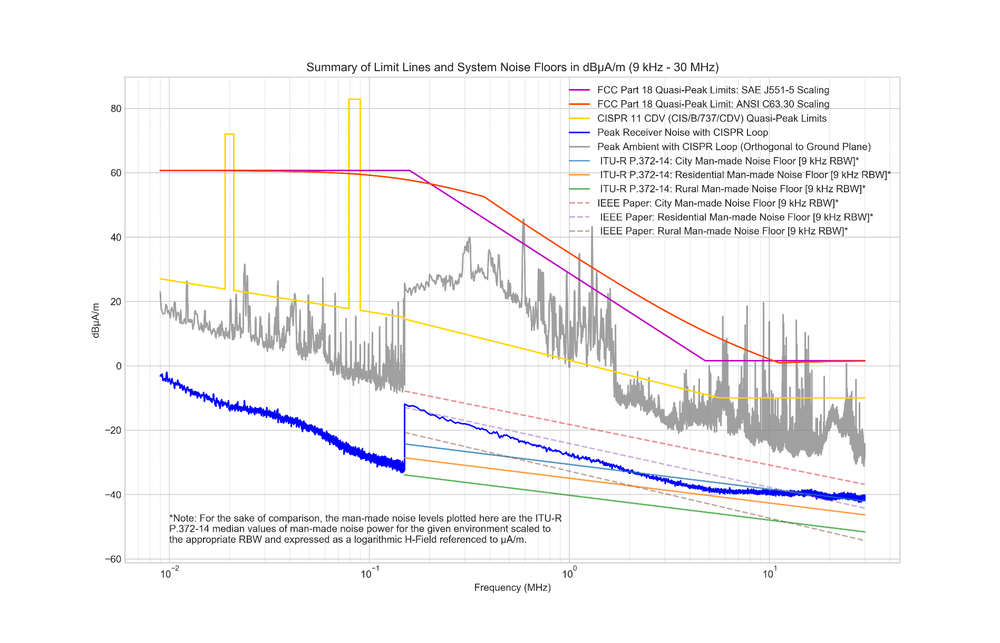 Summary of Limit Lines and System Noise Floors in dBµA/m (9 kHz - 30 MHz)
FCC Part 18 Quasi-Peak Limits: SAE J551-5 Scaling
FCC Part 18 Quasi-Peak Limit: ANSI C63.30 Scaling
CISPR 11 CDV (CIS/B/737/CDV) Quasi-Peak Limits
Peak Receiver Noise with CISPR Loop
Peak Ambient with CISPR Loop (Orthogonal to Ground Plane)
ITU-R P.372-14: City Man-made Noise Floor [9 kHz RBW]*
ITU-R P.372-14: Residential Man-made Noise Floor [9 kHz RBW]*
ITU-R P.372-14: Rural Man-made Noise Floor [9 kHz RBW]*
IEEE Paper: City Man-made Noise Floor [9 kHz RBW]*
IEEE Paper: Residential Man-made Noise Floor [9 kHz RBW]*
IEEE Paper: Rural Man-made Noise Floor [9 kHz RBW]*
80
60
40
20
0
−20
−40
−60
dBµA/m
*Note: For the sake of comparison, the man-made noise levels plotted here are the ITU-R
P.372-14 median values of man-made noise power for the given environment scaled to
the appropriate RBW and expressed as a logarithmic H-Field referenced to µA/m.
10⁻² 10⁻¹ 10⁰ 10¹
Frequency (MHz)